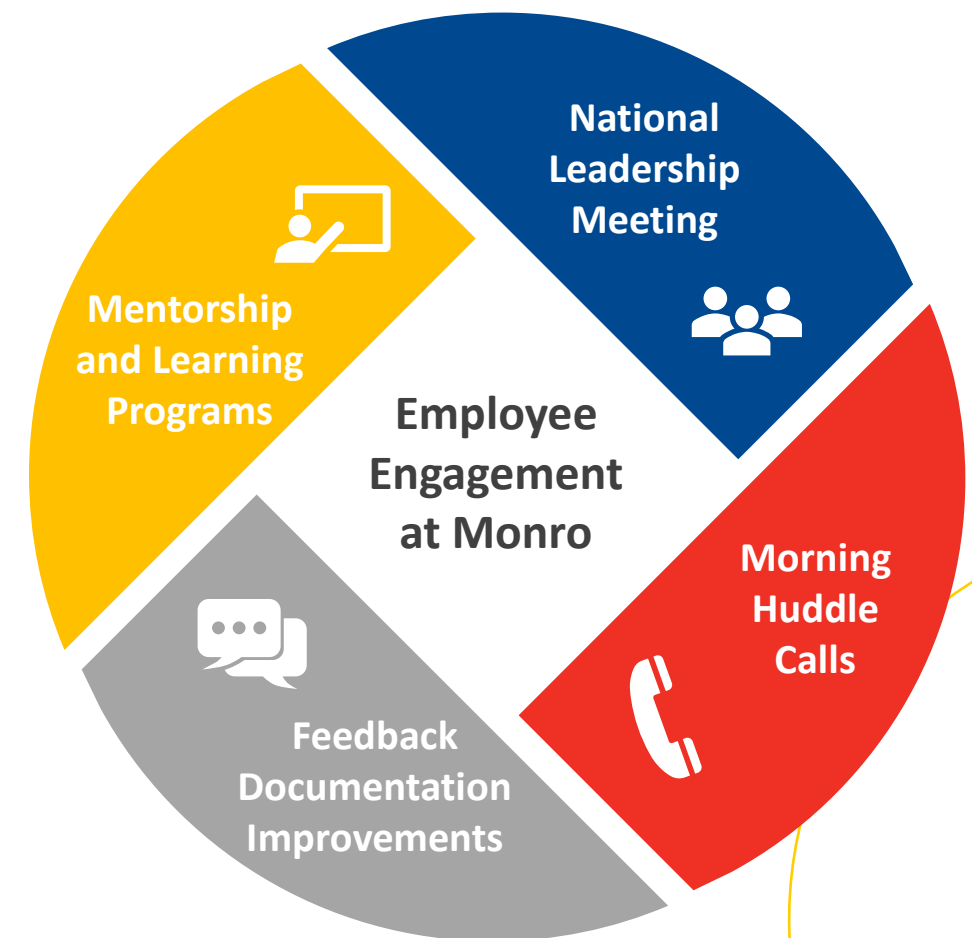 National
Leadership
Meeting
Mentorship
and Learning
Programs
Employee
Engagement
at Monro
Morning
Huddle
Calls
Feedback
Documentation
Improvements